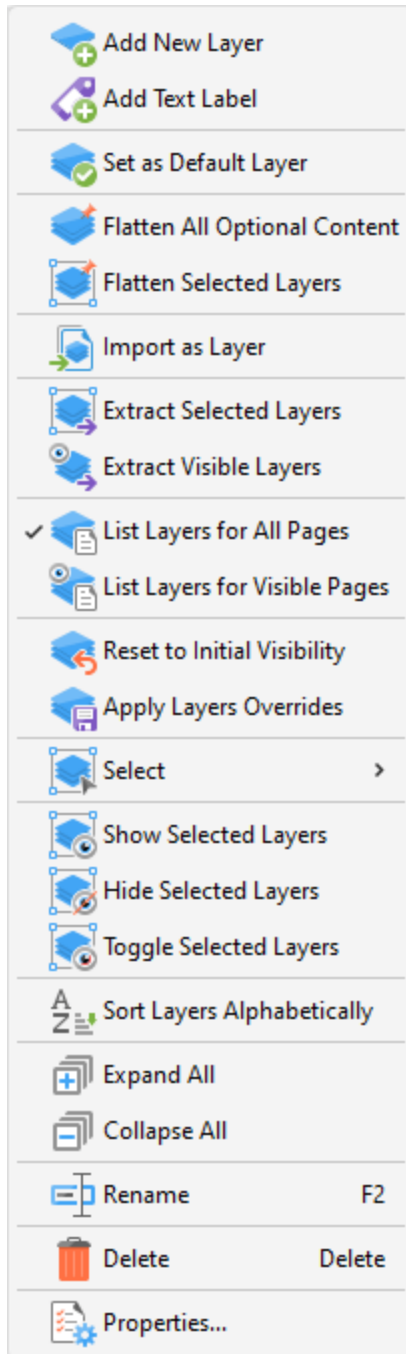 Add New Layer
Add Text Label
Set as Default Layer
Flatten All Optional Content
Flatten Selected Layers
Import as Layer
Extract Selected Layers
Extract Visible Layers
List Layers for All Pages
List Layers for Visible Pages
Reset to Initial Visibility
Apply Layers Overrides
Select
Show Selected Layers
Hide Selected Layers
Toggle Selected Layers
Sort Layers Alphabetically
Expand All
Collapse All
Rename F2
Delete Delete
Properties...